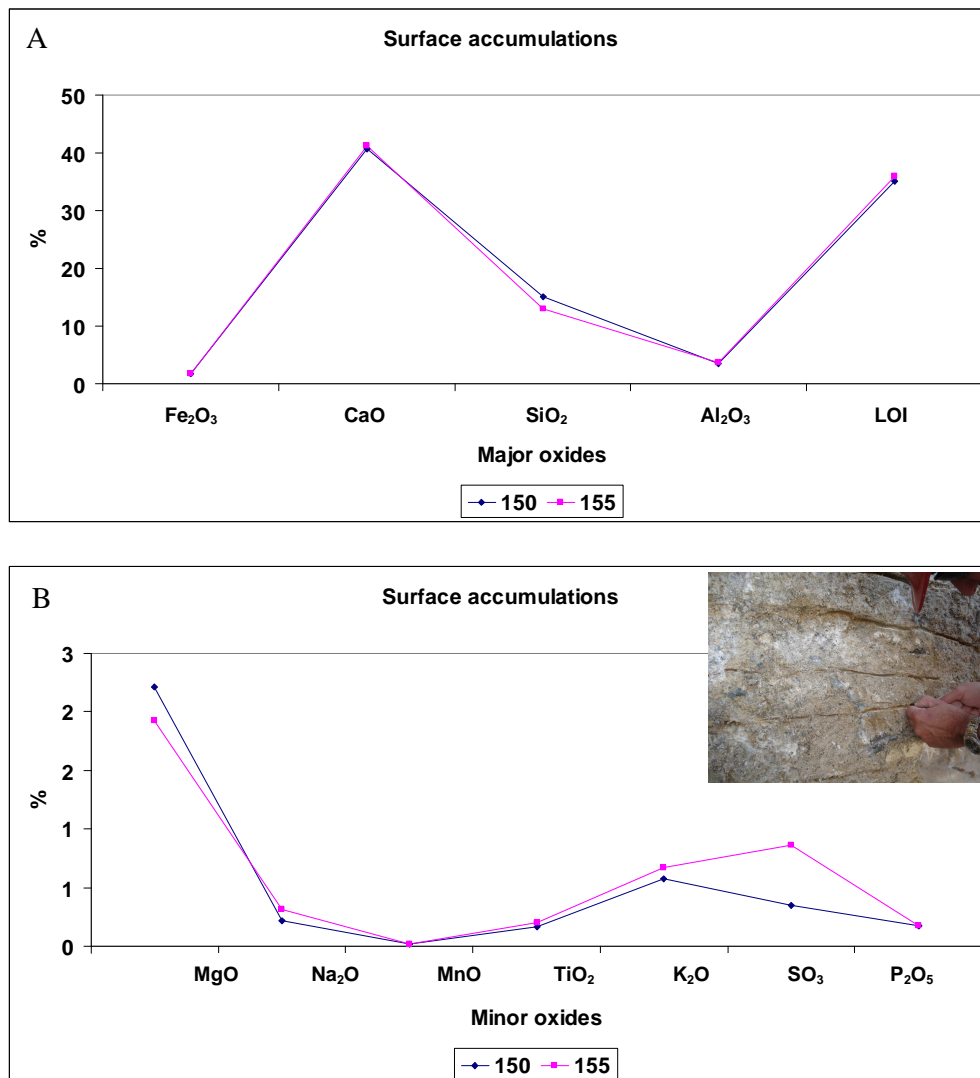 A
Surface accumulations
50
40
30
20
10
0
%
Fe₂O₃ CaO SiO₂ Al₂O₃ LOI
Major oxides
150 155
B
Surface accumulations
3
2
2
1
1
0
%
MgO Na₂O MnO TiO₂ K₂O SO₃ P₂O₅
Minor oxides
150 155